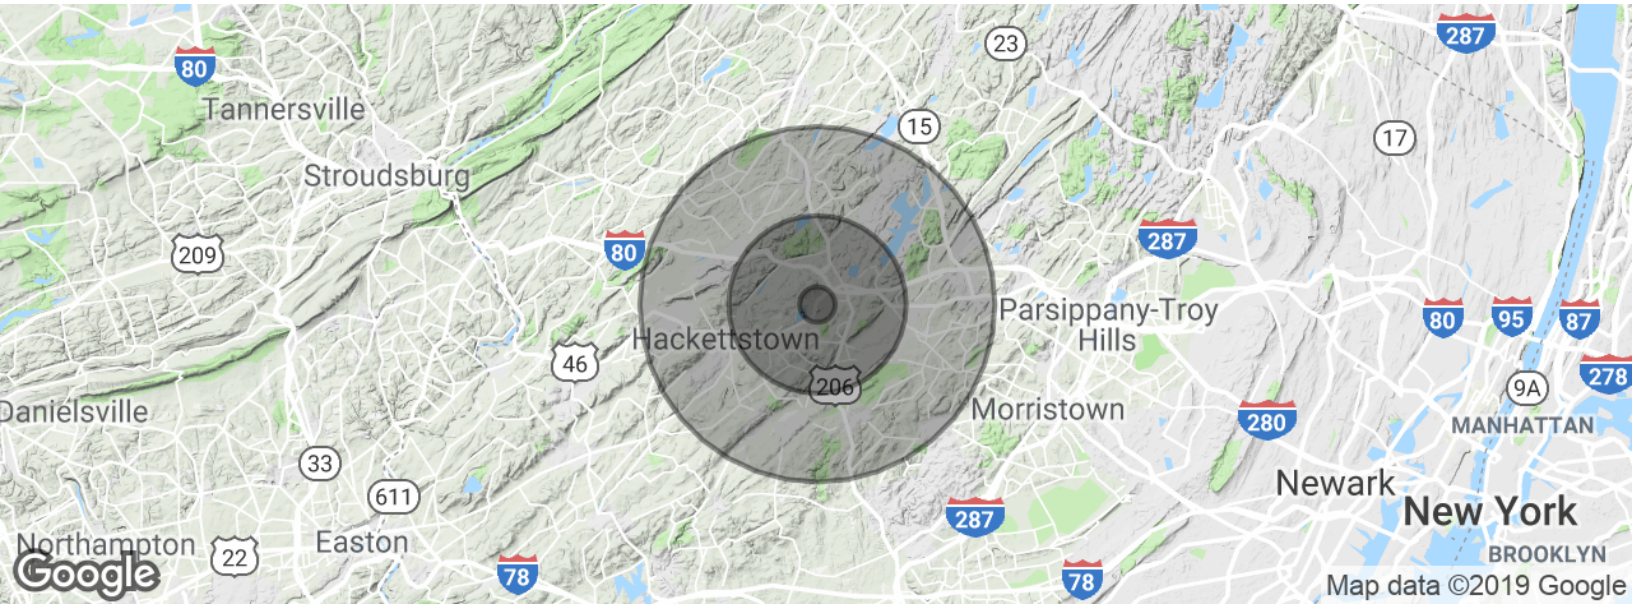 23
287
80
Tannersville
15
17
Stroudsburg
287
80
209
Parsippany-Troy
Hills
80
95
87
Hackettstown
46
278
206
9A
Danielsville
Morristown
280
MANHATTAN
33
Newark
611
New York
287
Northampton
Easton
22
BROOKLYN
Google
78
78
Map data ©2019 Google